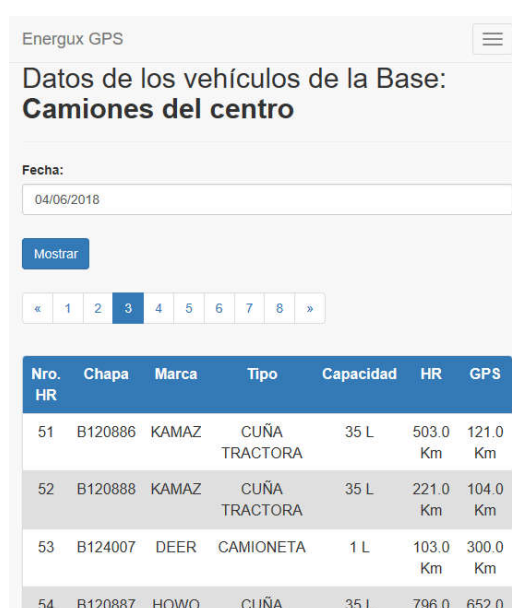 Energux GPS
Datos de los vehículos de la Base:
Camiones del centro
Fecha:
04/06/2018
Mostrar
« 1 2 3 4 5 6 7 8 »
Nro. HR Chapa Marca Tipo Capacidad HR GPS
51 B120886 KAMAZ CUÑA TRACTORA 35 L 503.0 Km 121.0 Km
52 B120888 KAMAZ CUÑA TRACTORA 35 L 221.0 Km 104.0 Km
53 B124007 DEER CAMIONETA 1 L 103.0 Km 300.0 Km
54 B120887 HOWO CUÑA 35 L 796.0 652.0